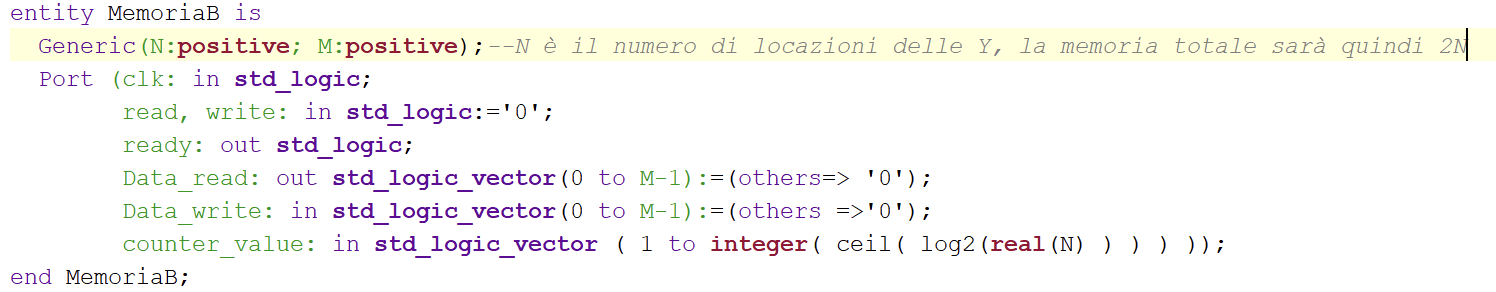 entity MemoriaB is
  Generic(N:positive; M:positive);--N è il numero di locazioni delle Y, la memoria totale sarà quindi 2N
  Port (clk: in std_logic;
        read, write: in std_logic:='0';
        ready: out std_logic;
        Data_read: out std_logic_vector(0 to M-1):=(others=> '0');
        Data_write: in std_logic_vector(0 to M-1):=(others =>'0');
        counter_value: in std_logic_vector ( 1 to integer( ceil( log2(real(N) ) ) ) ));
end MemoriaB;